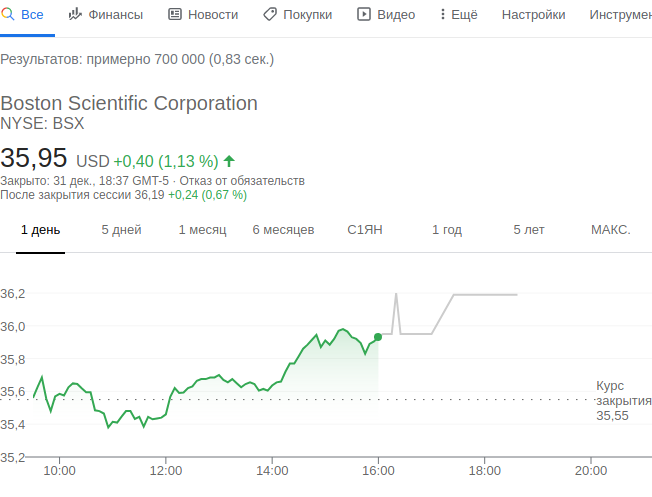 Все Финансы Новости Покупки Видео Ещё Настройки Инструмен
Результатов: примерно 700 000 (0,83 сек.)
Boston Scientific Corporation
NYSE: BSX
35,95 USD +0,40 (1,13 %)
Закрыто: 31 дек., 18:37 GMT-5 · Отказ от обязательств
После закрытия сессии 36,19 +0,24 (0,67 %)
1 день 5 дней 1 месяц 6 месяцев С1ЯН 1 год 5 лет МАКС.
36,2
36,0
35,8
35,6
35,4
35,2
Курс
закрытия
35,55
10:00 12:00 14:00 16:00 18:00 20:00